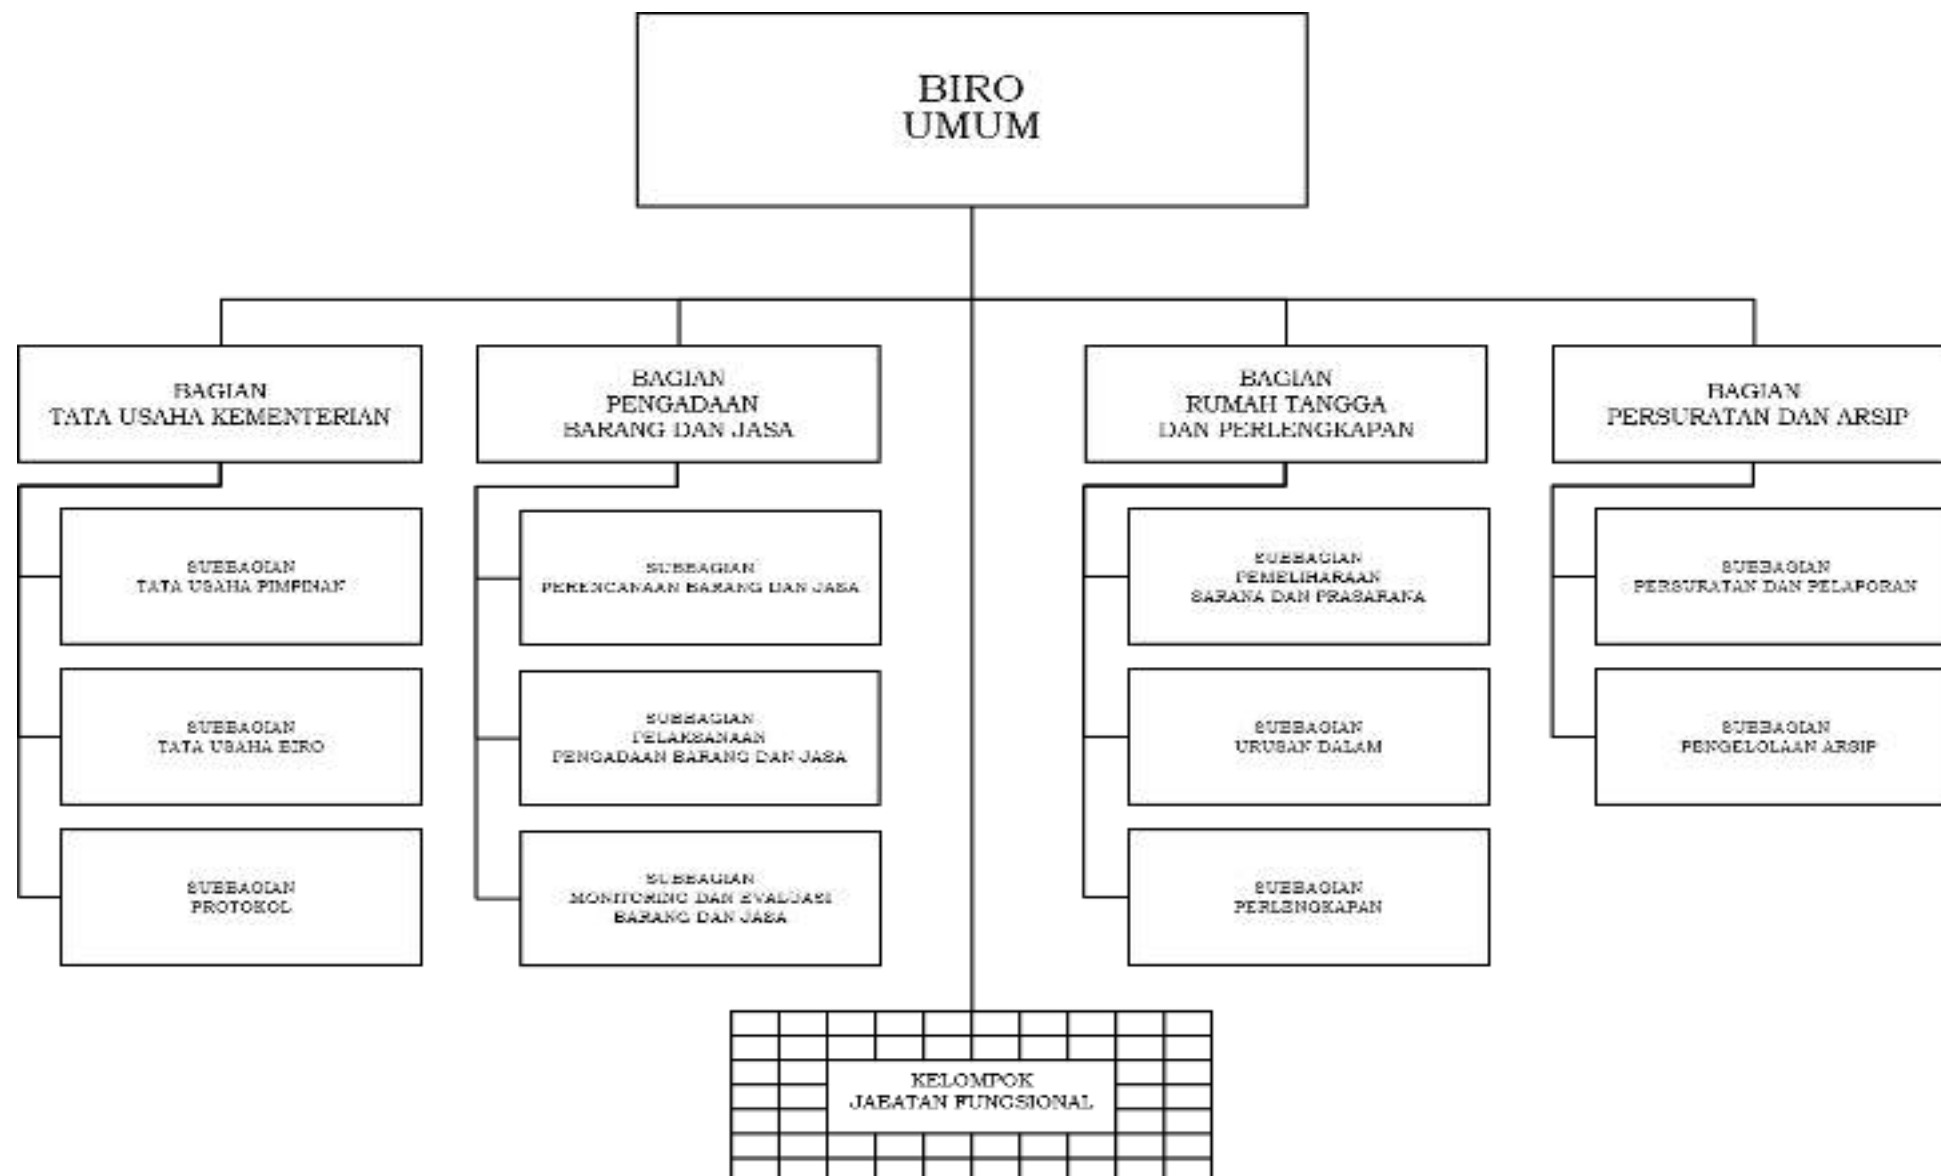 BIRO
UMUM
BAGIAN
TATA USAHA KEMENTERIAN
BAGIAN
PENGADAAN
BARANG DAN JASA
BAGIAN
RUMAH TANGGA
DAN PERLENGKAPAN
BAGIAN
PERSURATAN DAN ARSIP
SUBBAGIAN
TATA USAHA PIMPINAN
SUBBAGIAN
PERENCANAAN BARANG DAN JASA
SUBBAGIAN
PEMELIHARAAN
SARANA DAN PRASARANA
SUBBAGIAN
PERSURATAN DAN PELAPORAN
SUBBAGIAN
TATA USAHA BIRO
SUBBAGIAN
PELAKSANAAN
PENGADAAN BARANG DAN JASA
SUBBAGIAN
URUSAN DALAM
SUBBAGIAN
PENGELOLAAN ARSIP
SUBBAGIAN
PROTOKOL
SUBBAGIAN
MONITORING DAN EVALUASI
BARANG DAN JASA
SUBBAGIAN
PERLENGKAPAN
KELOMPOK
JABATAN FUNGSIONAL